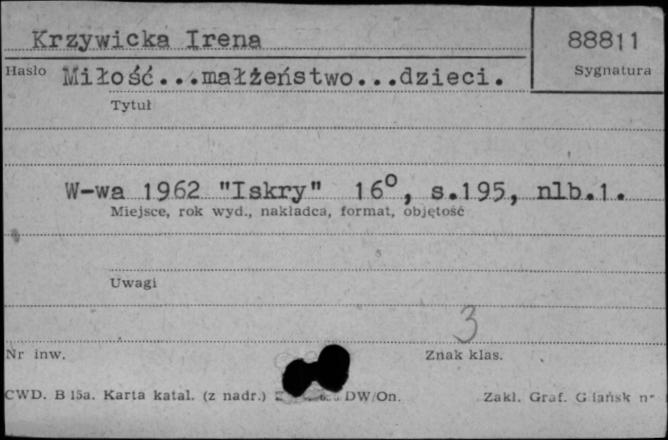 Krzywicka Irena
88811
Hasło
Sygnatura
Miłość...małżeństwo...dzieci.
Tytuł
W-wa 1962 "Iskry" 16°, s.195, nlb.1.
Miejsce, rok wyd., nakładca, format, objętość
Uwagi
3
Nr inw.
Znak klas.
CWD. B 15a. Karta katal. (z nadr.) DW/On.
Zakł. Graf. Gdańsk n-